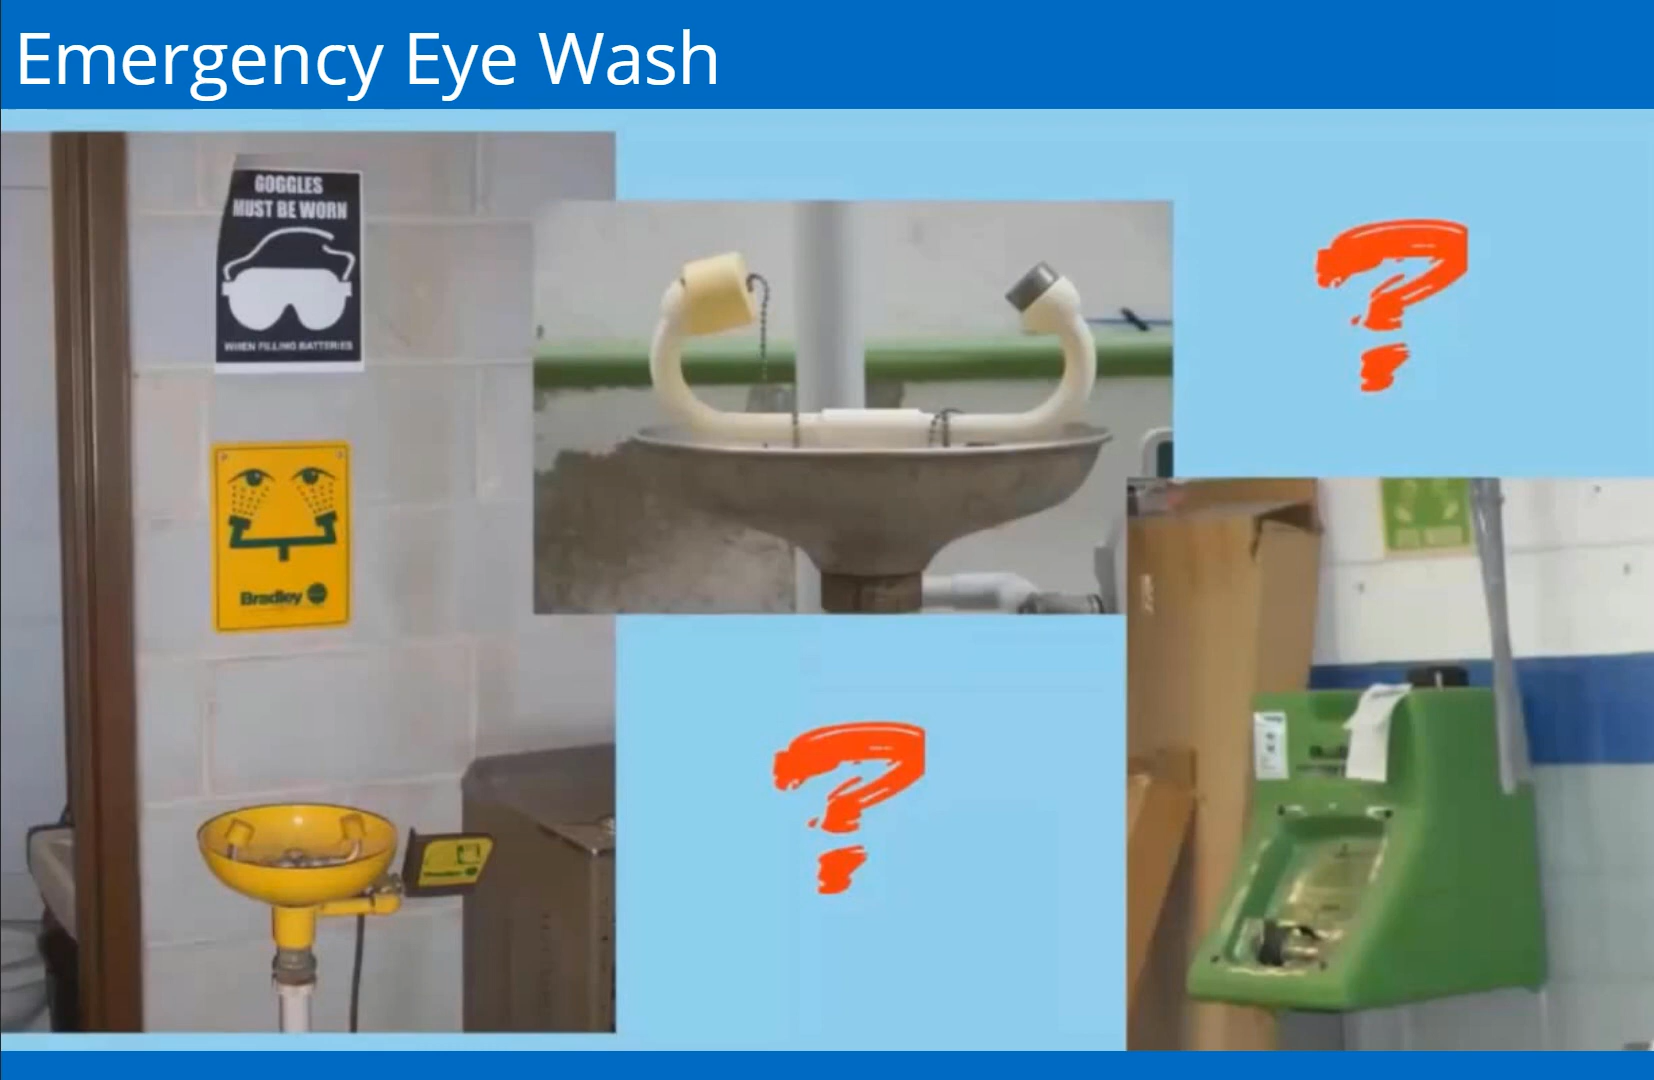 Emergency Eye Wash
GOGGLES
MUST BE WORN
WHEN FILLING BATTERIES
Bradley
?
?